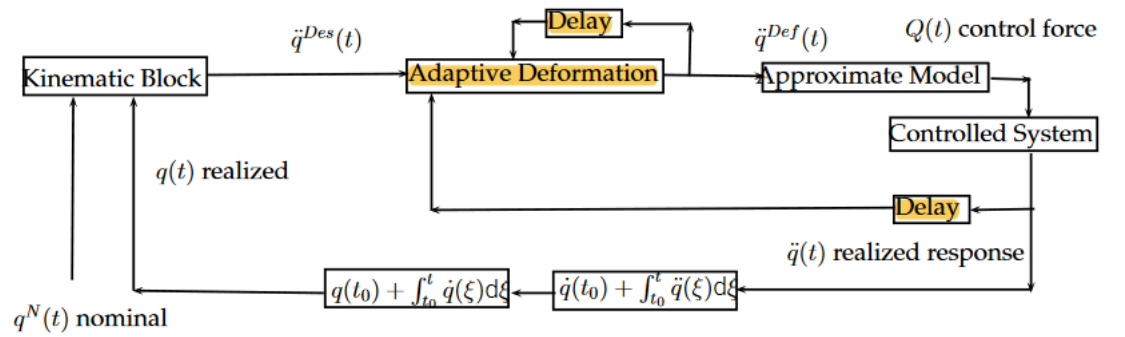 Delay
q̈^{Des}(t)
q̈^{Def}(t)
Q(t) control force
Kinematic Block
Adaptive Deformation
Approximate Model
Controlled System
q(t) realized
Delay
q̈(t) realized response
q(t₀) + ∫_{t₀}^{t} q̇(ξ)dξ
q̇(t₀) + ∫_{t₀}^{t} q̈(ξ)dξ
q^N(t) nominal